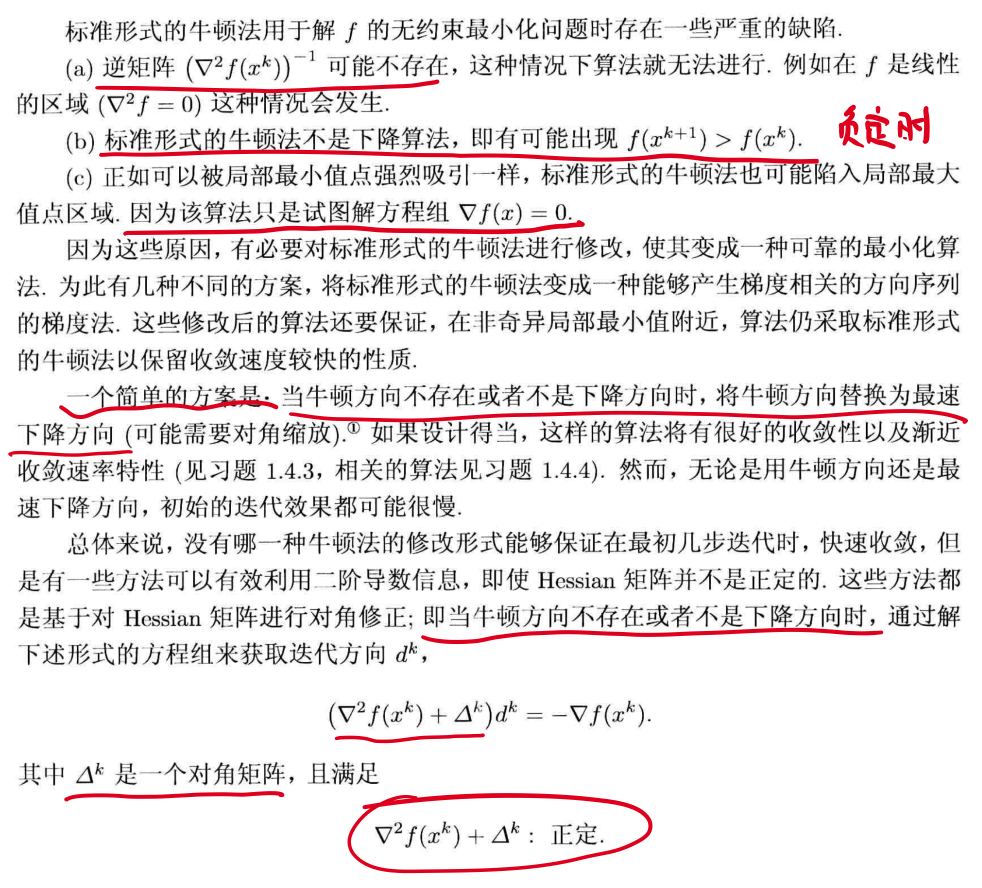 标准形式的牛顿法用于解 f 的无约束最小化问题时存在一些严重的缺陷.
(a) 逆矩阵 (∇²f(xᵏ))⁻¹ 可能不存在，这种情况下算法就无法进行. 例如在 f 是线性
的区域 (∇²f = 0) 这种情况会发生.
(b) 标准形式的牛顿法不是下降算法，即有可能出现 f(xᵏ⁺¹) > f(xᵏ). 负定时
(c) 正如可以被局部最小值点强烈吸引一样，标准形式的牛顿法也可能陷入局部最大
值点区域. 因为该算法只是试图解方程组 ∇f(x) = 0.
因为这些原因，有必要对标准形式的牛顿法进行修改，使其变成一种可靠的最小化算
法. 为此有几种不同的方案，将标准形式的牛顿法变成一种能够产生梯度相关的方向序列
的梯度法. 这些修改后的算法还要保证，在非奇异局部最小值附近，算法仍采取标准形式
的牛顿法以保留收敛速度较快的性质.
一个简单的方案是：当牛顿方向不存在或者不是下降方向时，将牛顿方向替换为最速
下降方向 (可能需要对角缩放).① 如果设计得当，这样的算法将有很好的收敛性以及渐近
收敛速率特性 (见习题 1.4.3，相关的算法见习题 1.4.4). 然而，无论是用牛顿方向还是最
速下降方向，初始的迭代效果都可能很慢.
总体来说，没有哪一种牛顿法的修改形式能够保证在最初几步迭代时，快速收敛，但
是有一些方法可以有效利用二阶导数信息，即使 Hessian 矩阵并不是正定的. 这些方法都
是基于对 Hessian 矩阵进行对角修正; 即当牛顿方向不存在或者不是下降方向时，通过解
下述形式的方程组来获取迭代方向 dᵏ，
(∇²f(xᵏ) + Δᵏ)dᵏ = −∇f(xᵏ).
其中 Δᵏ 是一个对角矩阵，且满足
∇²f(xᵏ) + Δᵏ : 正定.